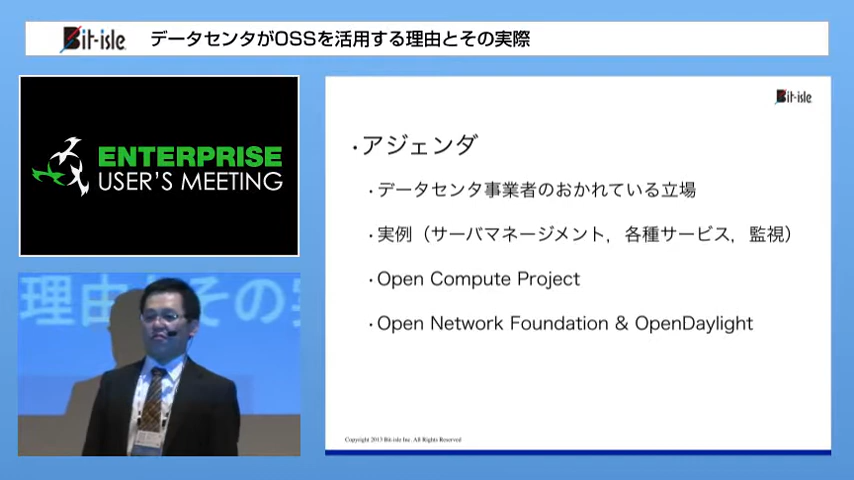 Bit-isle データセンタがOSSを活用する理由とその実際
ENTERPRISE
USER'S MEETING
理由とその実
Bit-isle
・アジェンダ
・データセンタ事業者のおかれている立場
・実例（サーバマネージメント，各種サービス，監視）
・Open Compute Project
・Open Network Foundation & OpenDaylight
Copyright 2013 Bit-isle Inc. All Rights Reserved